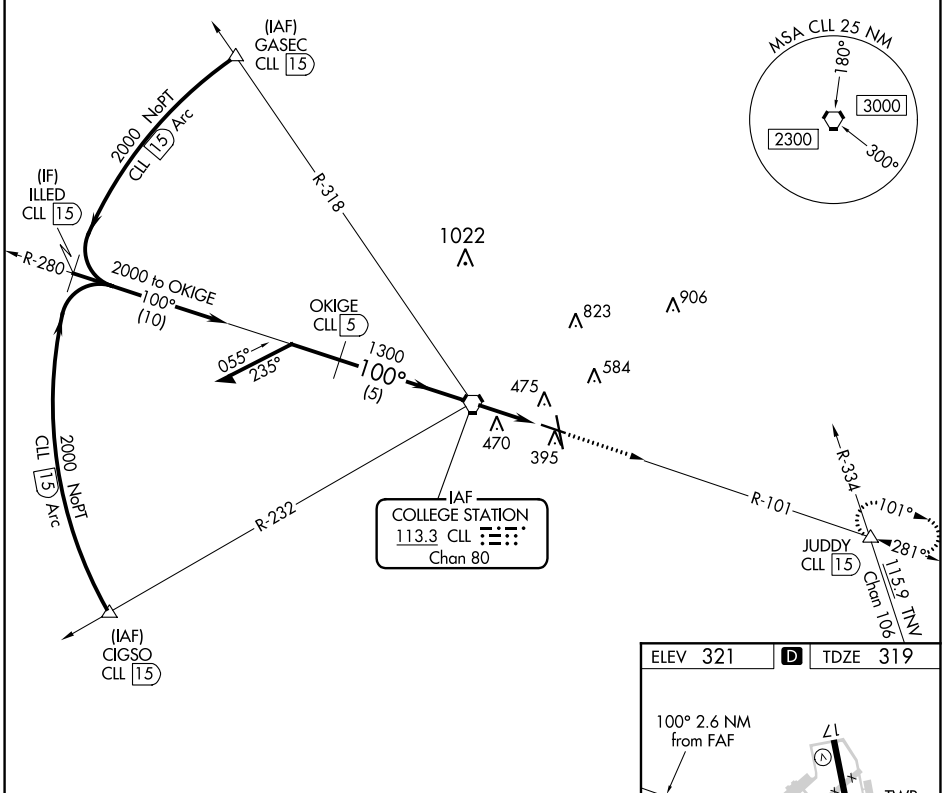 (IAF)
GASEC
CLL 15
2000 NoPT
CLL 15 Arc
(IF)
ILLED
CLL 15
R-280
2000 to OKIGE
100°
(10)
R-318
OKIGE
CLL 5
055°
235°
1300
100°
(5)
1022
823
906
584
475
470
395
MSA CLL 25 NM
180°
3000
2300
300°
2000 NoPT
CLL 15 Arc
R-232
(IAF)
CIGSO
CLL 15
IAF
COLLEGE STATION
113.3 CLL
Chan 80
R-101
R-334
101°
281°
JUDDY
CLL 15
115.9 TNV
Chan 106
ELEV 321
D
TDZE 319
100° 2.6 NM
from FAF
17
V
x
x
TWR